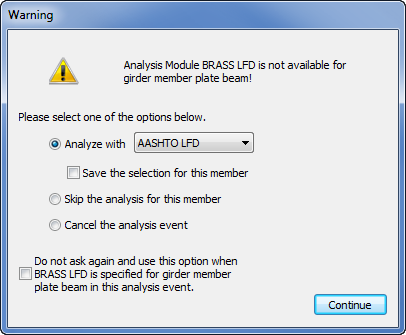 Warning
Analysis Module BRASS LFD is not available for
girder member plate beam!
Please select one of the options below.
Analyze with AASHTO LFD
Save the selection for this member
Skip the analysis for this member
Cancel the analysis event
Do not ask again and use this option when
BRASS LFD is specified for girder member
plate beam in this analysis event.
Continue